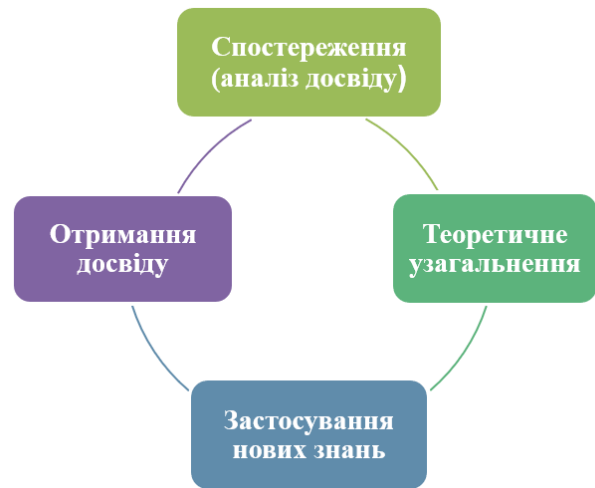 Спостереження
(аналіз досвіду)
Отримання
досвіду
Теоретичне
узагальнення
Застосування
нових знань